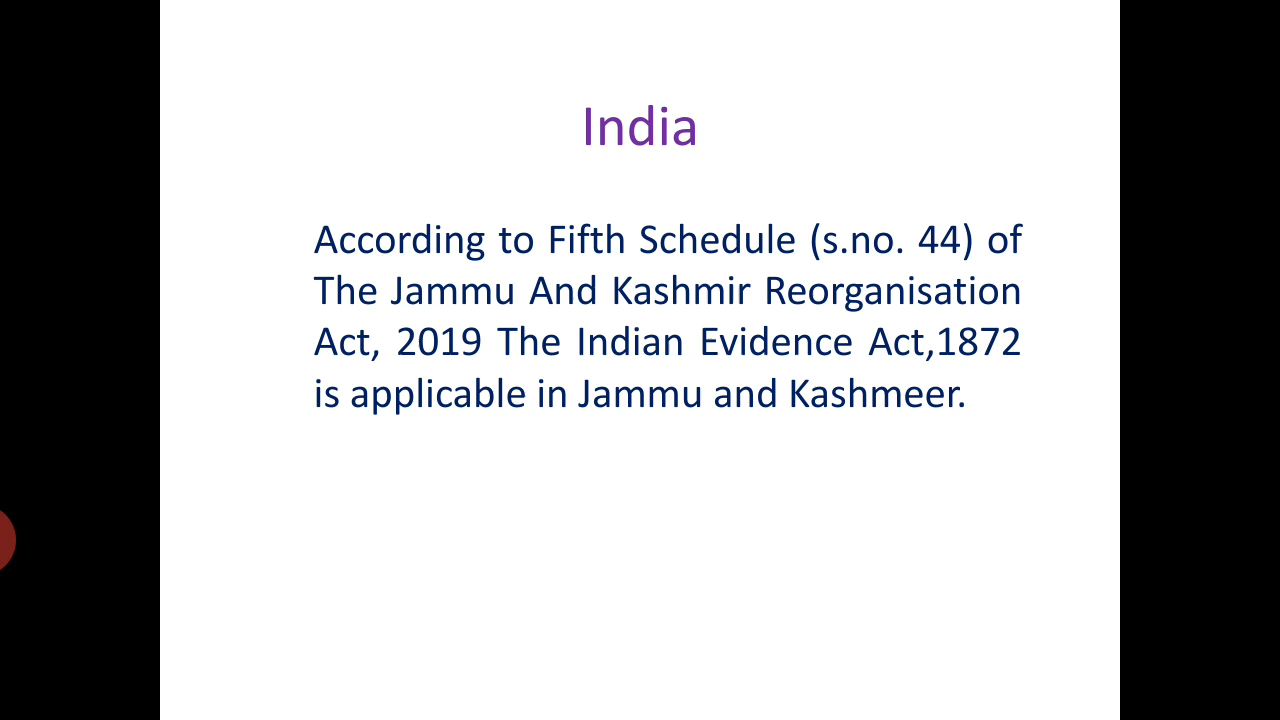 India
According to Fifth Schedule (s.no. 44) of
The Jammu And Kashmir Reorganisation
Act, 2019 The Indian Evidence Act,1872
is applicable in Jammu and Kashmeer.